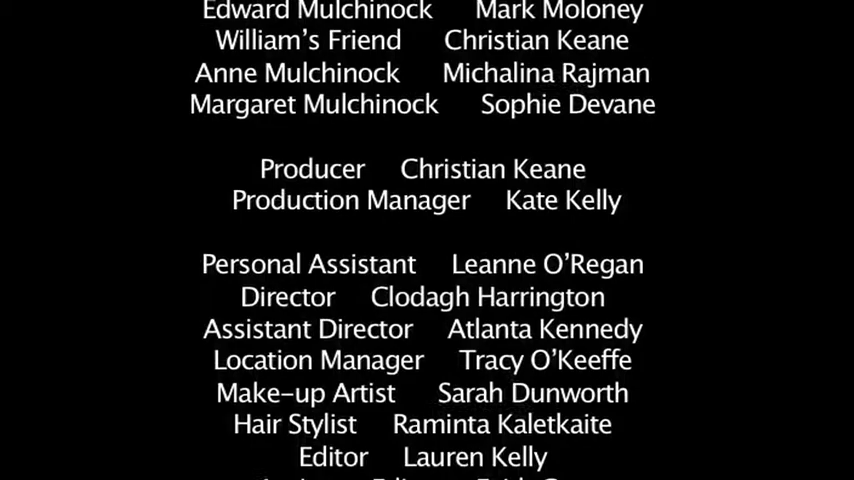 Edward Mulchinock Mark Moloney
William's Friend Christian Keane
Anne Mulchinock Michalina Rajman
Margaret Mulchinock Sophie Devane
Producer Christian Keane
Production Manager Kate Kelly
Personal Assistant Leanne O'Regan
Director Clodagh Harrington
Assistant Director Atlanta Kennedy
Location Manager Tracy O'Keeffe
Make-up Artist Sarah Dunworth
Hair Stylist Raminta Kaletkaite
Editor Lauren Kelly